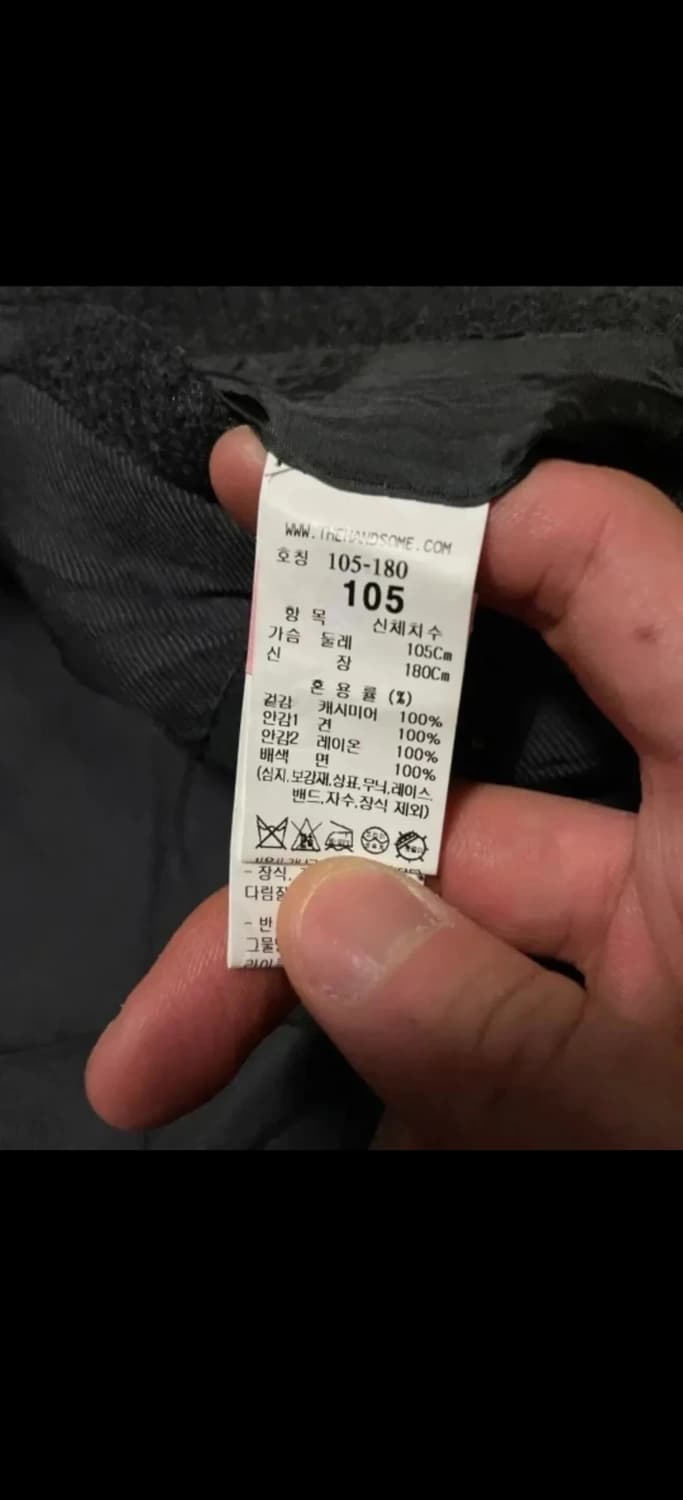 WWW.THEHANDSOME.COM
호칭 105-180
105
항 목 신체치수
가슴 둘레 105Cm
신 장 180Cm
혼 용 률 (%)
겉감 캐시미어 100%
안감1 견 100%
안감2 레이온 100%
배색 면 100%
(심지,보강재,상표,무늬,레이스
밴드,자수,장식 제외)
- 장식,
다림질
- 반
그물망